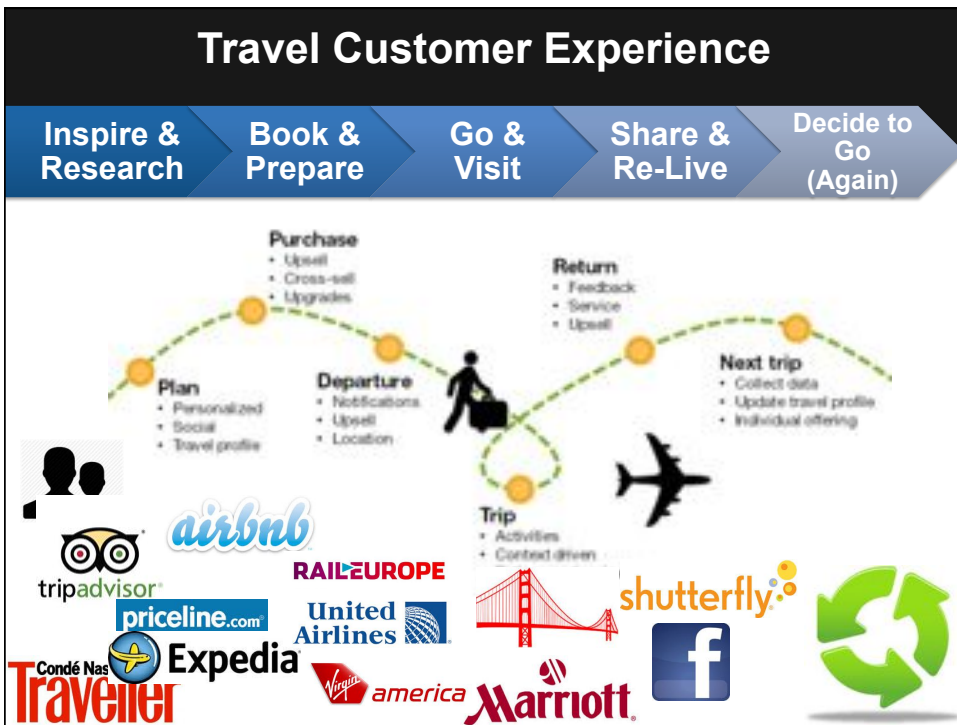 Travel Customer Experience
Inspire &
Research
Book &
Prepare
Go &
Visit
Share &
Re-Live
Decide to
Go
(Again)
Purchase
• Upsell
• Cross-sell
• Upgrades
Return
• Feedback
• Service
• Upsell
Plan
• Personalized
• Social
• Travel profile
Departure
• Notifications
• Upsell
• Location
Next trip
• Collect data
• Update travel profile
• Individual offering
Trip
• Activities
• Context driven
airbnb
tripadvisor
RAILEUROPE
shutterfly
priceline.com
United
Airlines
Expedia
Condé Nas
Traveller
Virgin america
Marriott
f